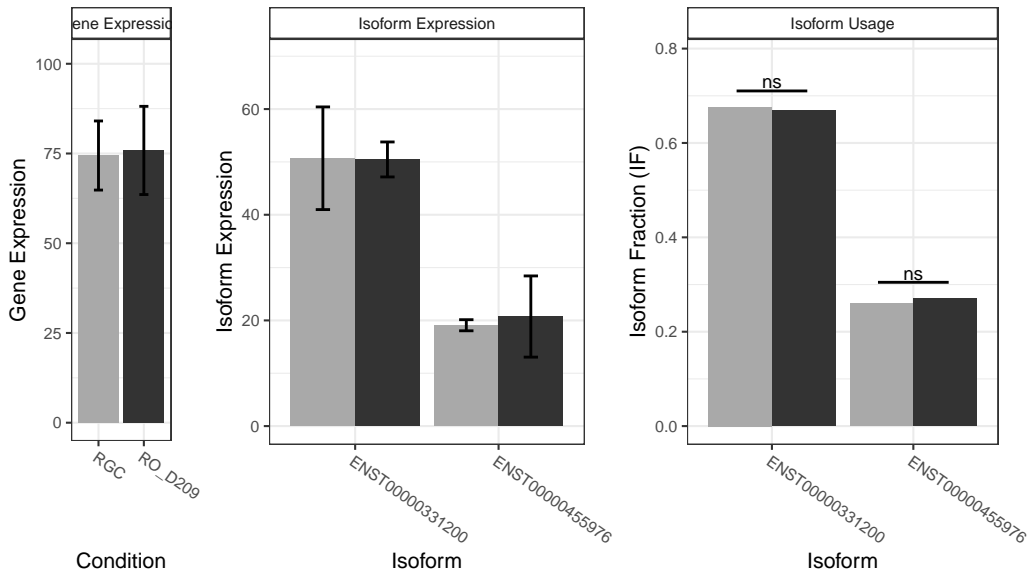 ene Expressio
Gene Expression
100
75
50
25
0
RGC
RO_D209
Condition
Isoform Expression
Isoform Expression
60
40
20
0
ENST00000331200
ENST00000455976
Isoform
Isoform Usage
Isoform Fraction (IF)
0.8
0.6
0.4
0.2
0.0
ns
ns
ENST00000331200
ENST00000455976
Isoform